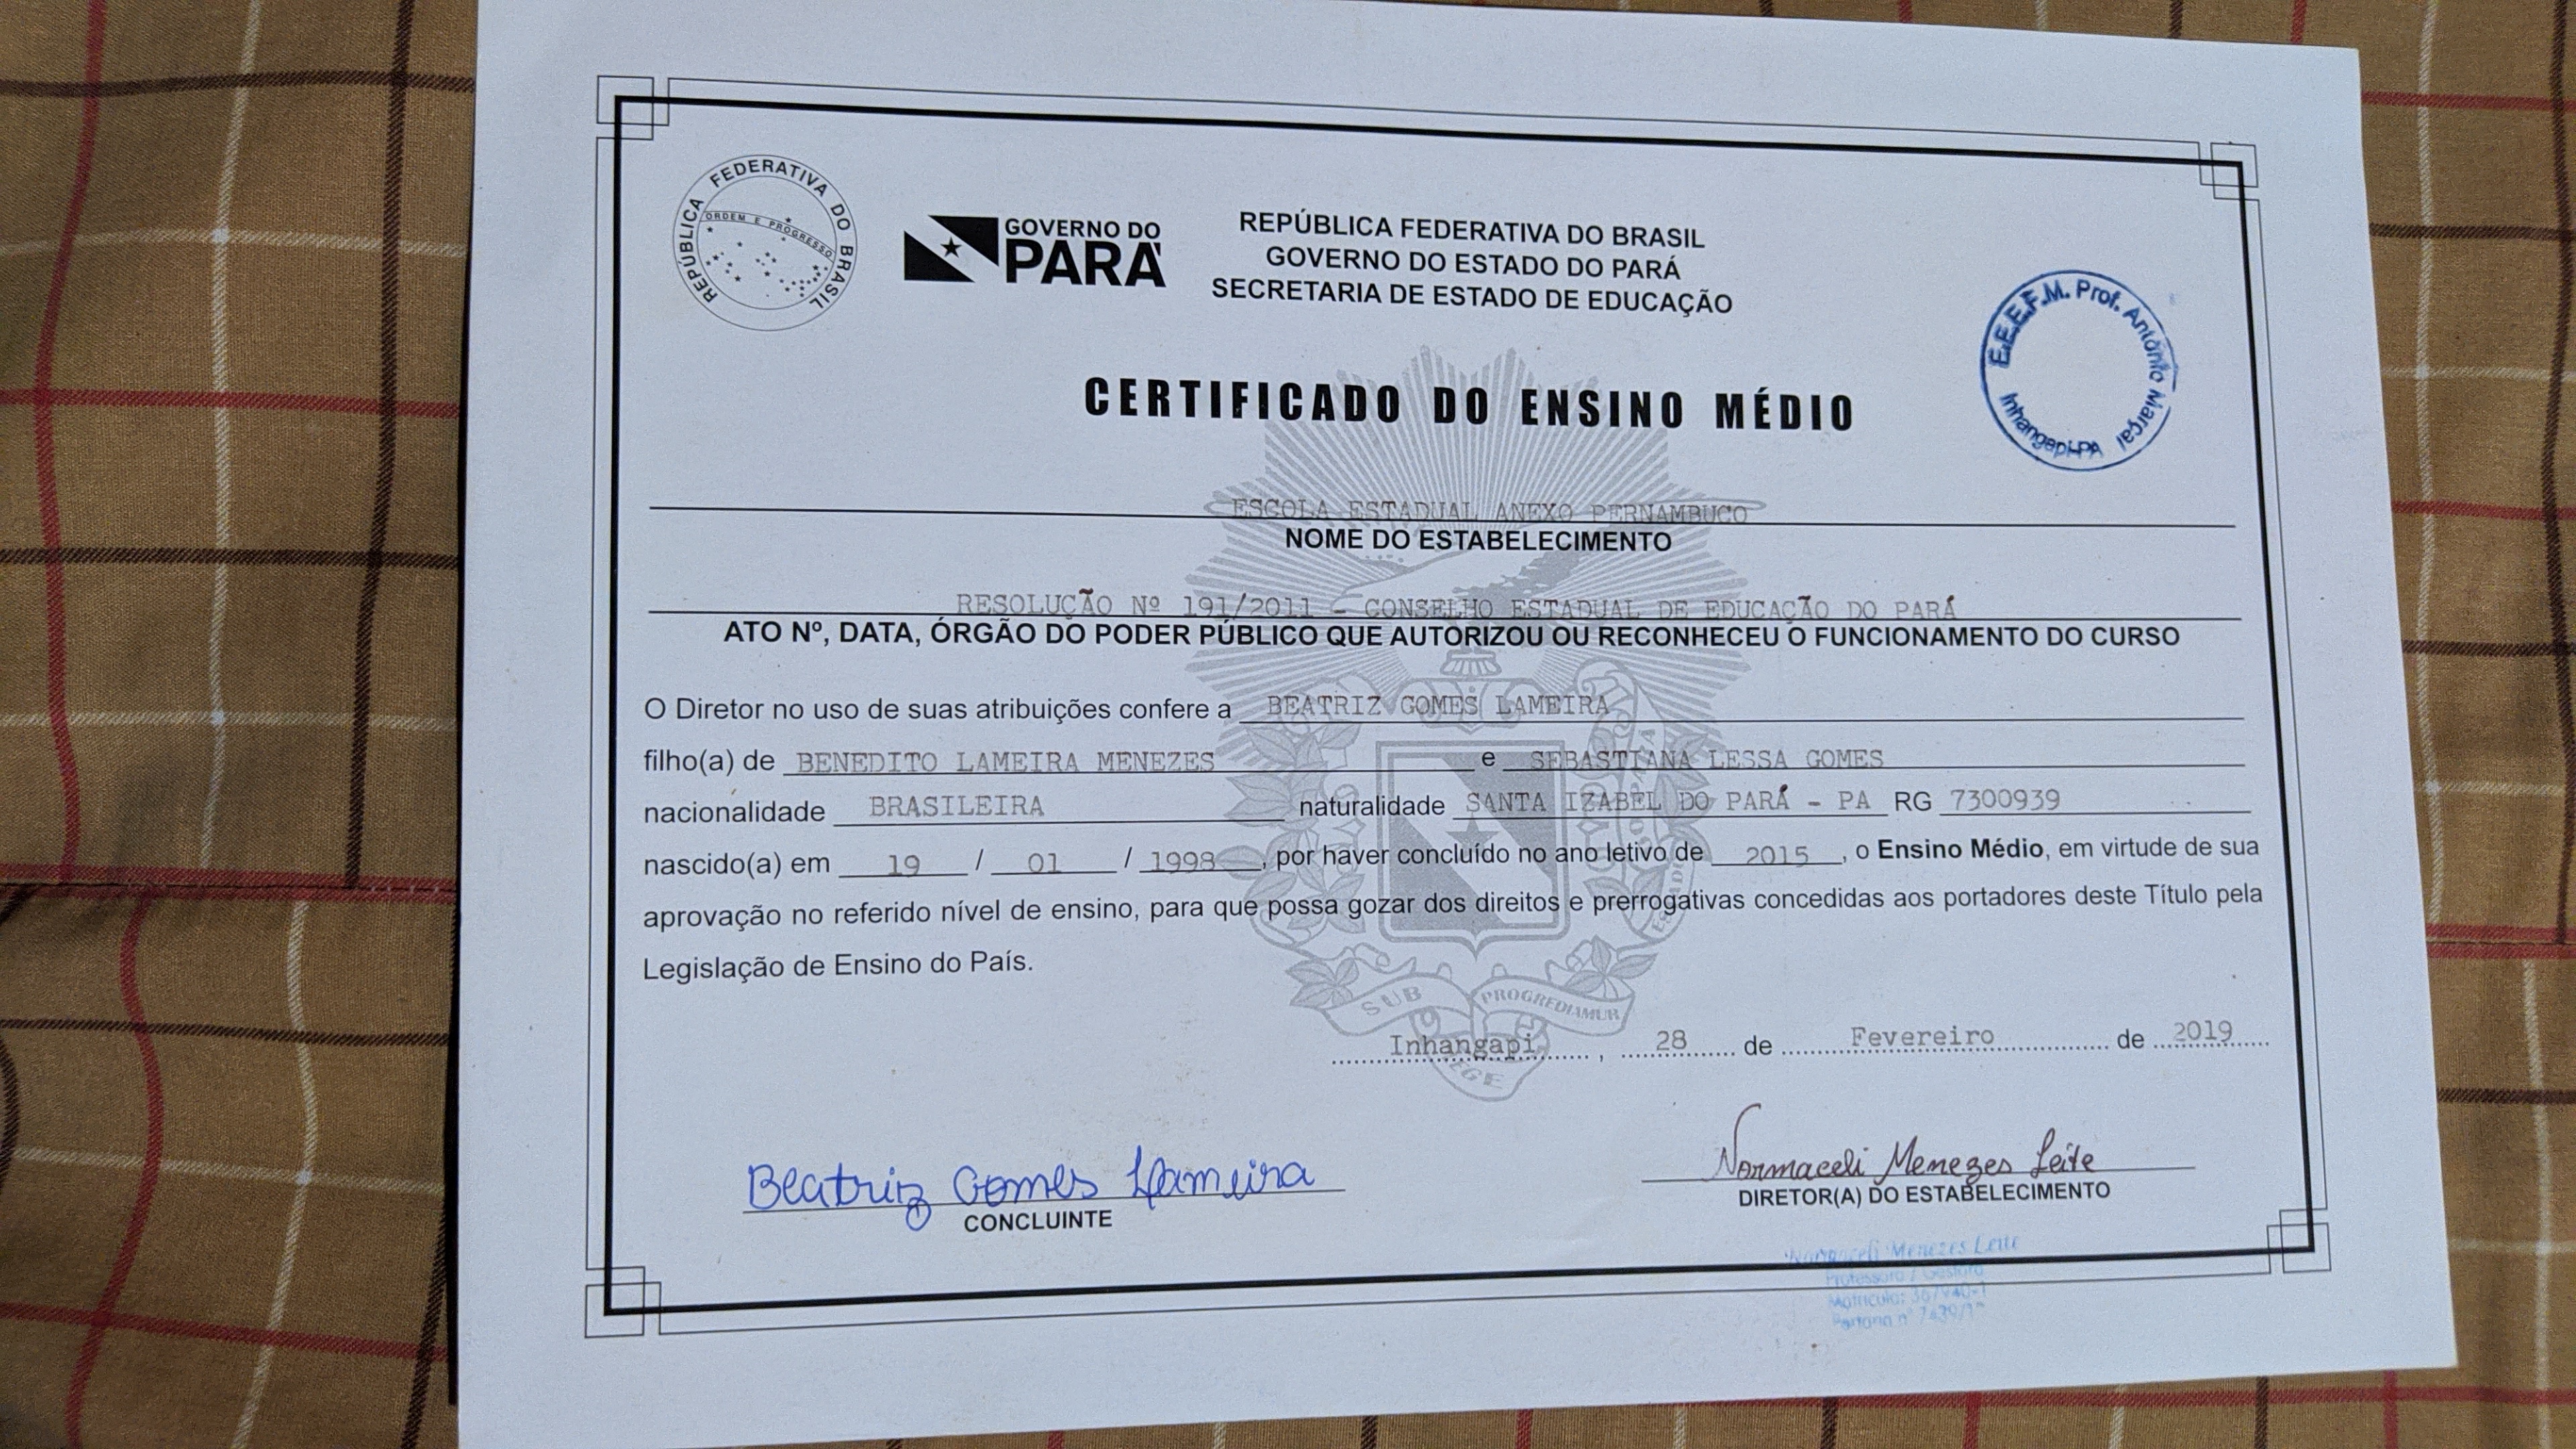 REPÚBLICA FEDERATIVA DO BRASIL
ORDEM E PROGRESSO
GOVERNO DO
PARÁ
REPÚBLICA FEDERATIVA DO BRASIL
GOVERNO DO ESTADO DO PARÁ
SECRETARIA DE ESTADO DE EDUCAÇÃO
E.E.E.F.M. Prof. Antônio Marçal
Inhangapi-PA
CERTIFICADO DO ENSINO MÉDIO
ESCOLA ESTADUAL ANEXO PERNAMBUCO
NOME DO ESTABELECIMENTO
RESOLUÇÃO Nº 191/2011 - CONSELHO ESTADUAL DE EDUCAÇÃO DO PARÁ
ATO Nº, DATA, ÓRGÃO DO PODER PÚBLICO QUE AUTORIZOU OU RECONHECEU O FUNCIONAMENTO DO CURSO
O Diretor no uso de suas atribuições confere a BEATRIZ GOMES LAMEIRA
filho(a) de BENEDITO LAMEIRA MENEZES e SEBASTIANA LESSA GOMES
nacionalidade BRASILEIRA naturalidade SANTA IZABEL DO PARÁ - PA RG 7300939
nascido(a) em 19 / 01 / 1998, por haver concluído no ano letivo de 2015, o Ensino Médio, em virtude de sua
aprovação no referido nível de ensino, para que possa gozar dos direitos e prerrogativas concedidas aos portadores deste Título pela
Legislação de Ensino do País.
SUB PROGREDIAMUR
Inhangapi, 28 de Fevereiro de 2019
EGE
Beatriz Gomes Lameira
CONCLUINTE
Normaceli Menezes Leite
DIRETOR(A) DO ESTABELECIMENTO
Normaceli Menezes Leite
Professora / Gestora
Matrícula:
Portaria nº